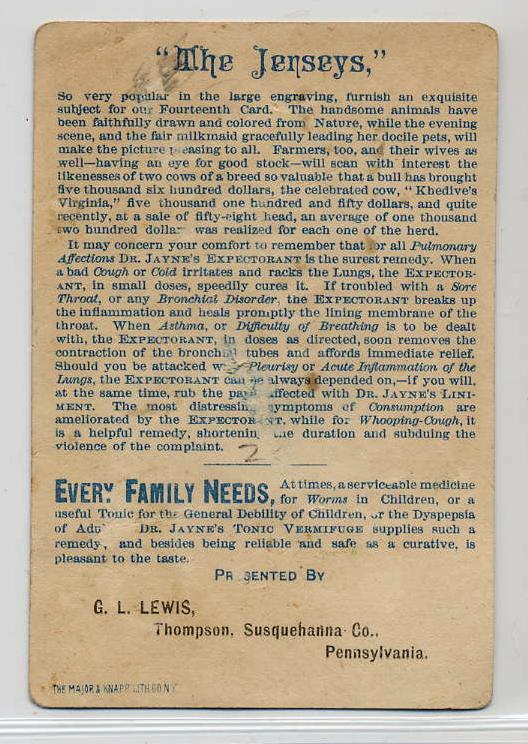 "The Jerseys,"
So very popular in the large engraving, furnish an exquisite
subject for our Fourteenth Card. The handsome animals have
been faithfully drawn and colored from Nature, while the evening
scene, and the fair milkmaid gracefully leading her docile pets, will
make the picture pleasing to all. Farmers, too, and their wives as
well—having an eye for good stock—will scan with interest the
likenesses of two cows of a breed so valuable that a bull has brought
five thousand six hundred dollars, the celebrated cow, "Khedive's
Virginia," five thousand one hundred and fifty dollars, and quite
recently, at a sale of fifty-eight head, an average of one thousand
two hundred dollars was realized for each one of the herd.
It may concern your comfort to remember that for all Pulmonary
Affections DR. JAYNE'S EXPECTORANT is the surest remedy. When
a bad Cough or Cold irritates and racks the Lungs, the EXPECTOR-
ANT, in small doses, speedily cures it. If troubled with a Sore
Throat, or any Bronchial Disorder, the EXPECTORANT breaks up
the inflammation and heals promptly the lining membrane of the
throat. When Asthma, or Difficulty of Breathing is to be dealt
with, the EXPECTORANT, in doses as directed, soon removes the
contraction of the bronchial tubes and affords immediate relief.
Should you be attacked with Pleurisy or Acute Inflammation of the
Lungs, the EXPECTORANT can be always depended on,—if you will,
at the same time, rub the part affected with DR. JAYNE'S LINI-
MENT. The most distressing symptoms of Consumption are
ameliorated by the EXPECTORANT, while for Whooping-Cough, it
is a helpful remedy, shortening the duration and subduing the
violence of the complaint.
2
EVERY FAMILY NEEDS, At times, a serviceable medicine
for Worms in Children, or a
useful Tonic for the General Debility of Children, or the Dyspepsia
of Adults DR. JAYNE'S TONIC VERMIFUGE supplies such a
remedy, and besides being reliable and safe as a curative, is
pleasant to the taste.
PRESENTED BY
G. L. LEWIS,
Thompson, Susquehanna Co.,
Pennsylvania.
THE MAJOR & KNAPP LITH CO NY